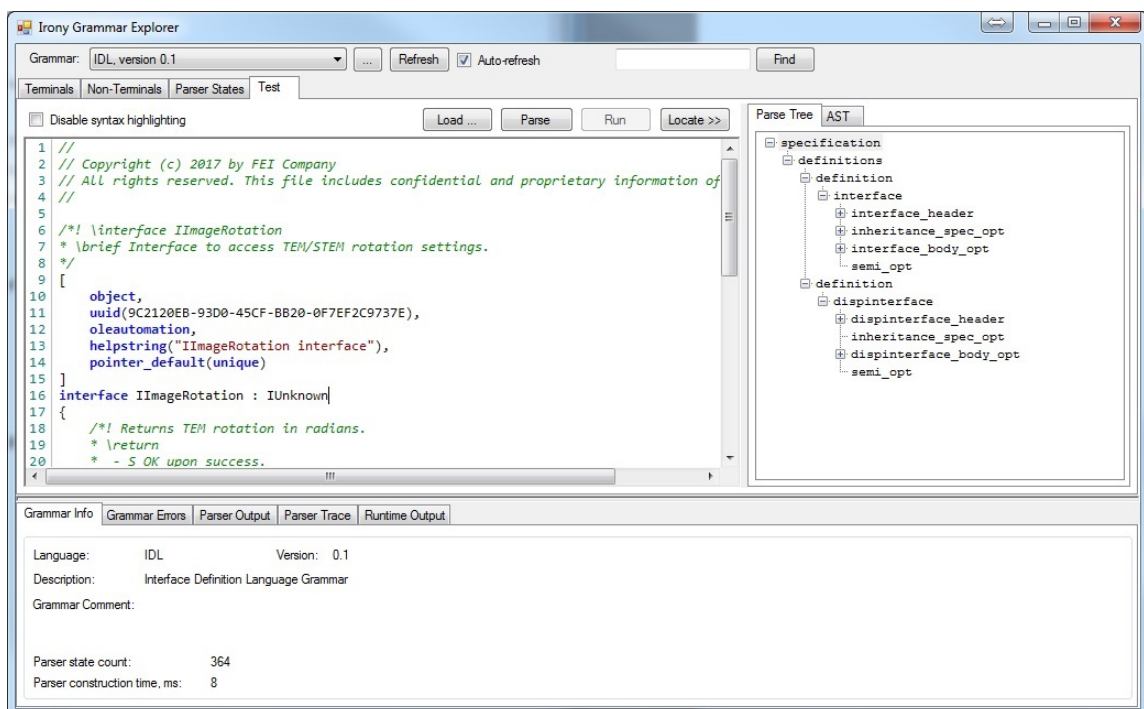 Irony Grammar Explorer
Grammar: IDL, version 0.1 ... Refresh Auto-refresh Find
Terminals Non-Terminals Parser States Test
Disable syntax highlighting Load ... Parse Run Locate >>
1 //
2 // Copyright (c) 2017 by FEI Company
3 // All rights reserved. This file includes confidential and proprietary information of
4 //
5
6 /*! \interface IImageRotation
7 * \brief Interface to access TEM/STEM rotation settings.
8 */
9 [
10 object,
11 uuid(9C2120EB-93D0-45CF-BB20-0F7EF2C9737E),
12 oleautomation,
13 helpstring("IImageRotation interface"),
14 pointer_default(unique)
15 ]
16 interface IImageRotation : IUnknown
17 {
18 /*! Returns TEM rotation in radians.
19 * \return
20 * - S_OK upon success.
Parse Tree AST
specification
definitions
definition
interface
interface_header
inheritance_spec_opt
interface_body_opt
semi_opt
definition
dispinterface
dispinterface_header
inheritance_spec_opt
dispinterface_body_opt
semi_opt
Grammar Info Grammar Errors Parser Output Parser Trace Runtime Output
Language: IDL Version: 0.1
Description: Interface Definition Language Grammar
Grammar Comment:
Parser state count: 364
Parser construction time, ms: 8